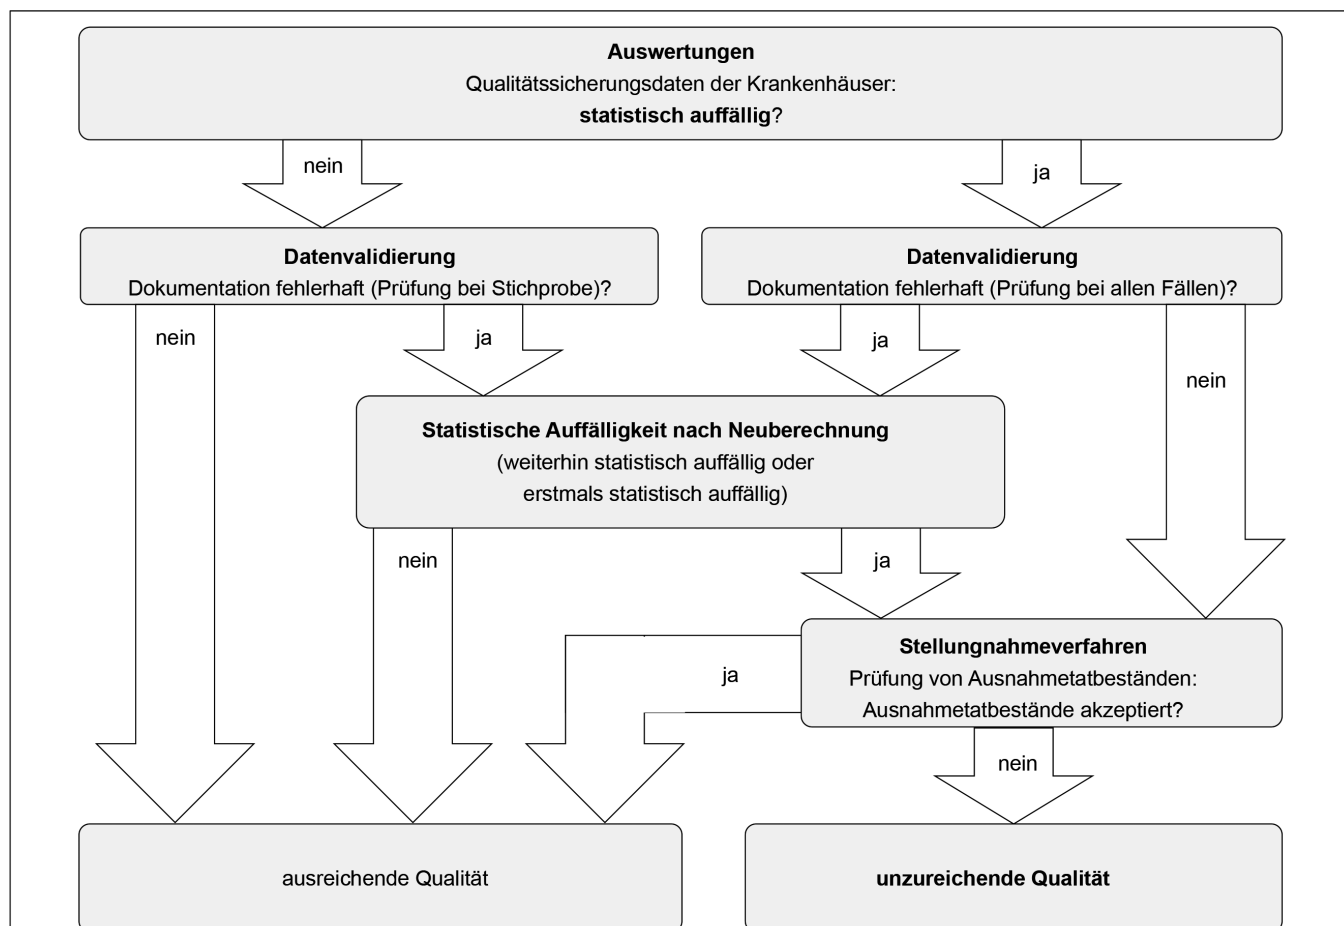 Auswertungen
Qualitätssicherungsdaten der Krankenhäuser:
statistisch auffällig?
nein
ja
Datenvalidierung
Dokumentation fehlerhaft (Prüfung bei Stichprobe)?
Datenvalidierung
Dokumentation fehlerhaft (Prüfung bei allen Fällen)?
nein
ja
ja
nein
Statistische Auffälligkeit nach Neuberechnung
(weiterhin statistisch auffällig oder
erstmals statistisch auffällig)
nein
ja
Stellungnahmeverfahren
Prüfung von Ausnahmetatbeständen:
Ausnahmetatbestände akzeptiert?
ja
nein
ausreichende Qualität
unzureichende Qualität